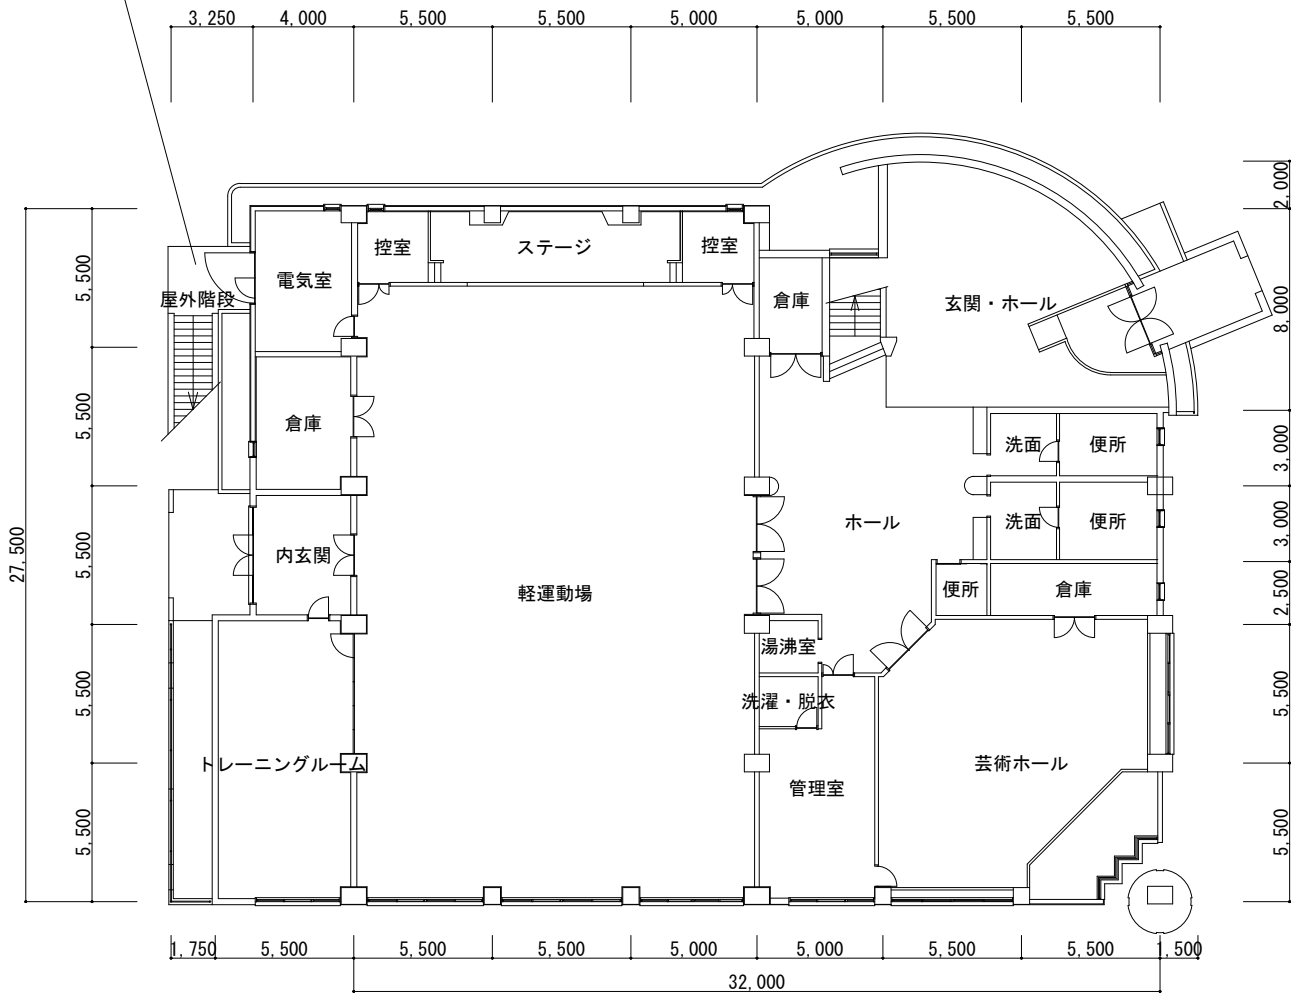 3,250 4,000 5,500 5,500 5,000 5,500 5,500
2,000
8,000
3,000
3,000
2,500
5,500
5,500
27,500
5,500
5,500
5,500
5,500
5,500
控室 ステージ 控室
電気室
屋外階段
倉庫
玄関・ホール
倉庫
洗面 便所
ホール
洗面 便所
内玄関
軽運動場
便所 倉庫
湯沸室
洗濯・脱衣
トレーニングルーム
芸術ホール
管理室
1,750 5,500 5,500 5,500 5,000 5,000 5,500 5,500 1,500
32,000